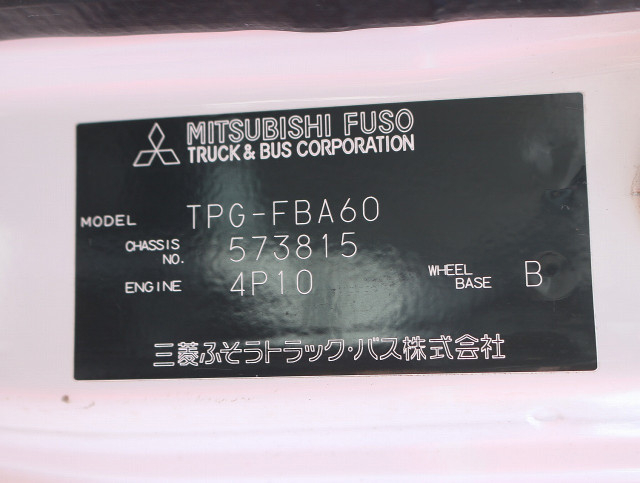 MITSUBISHI FUSO
TRUCK & BUS CORPORATION
MODEL TPG-FBA60
CHASSIS NO. 573815
ENGINE 4P10 WHEEL BASE B
三菱ふそうトラック・バス株式会社